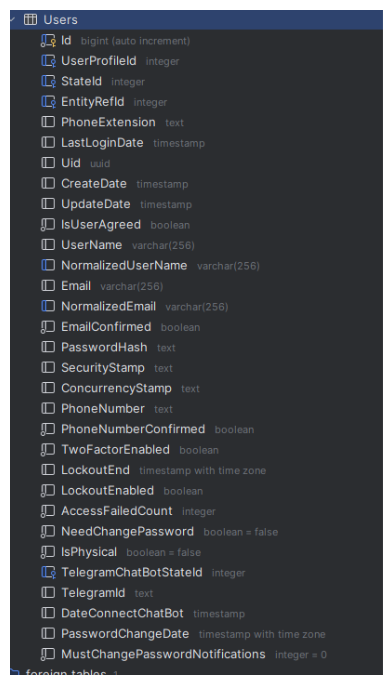 Users
Id bigint (auto increment)
UserProfileId integer
StateId integer
EntityRefId integer
PhoneExtension text
LastLoginDate timestamp
Uid uuid
CreateDate timestamp
UpdateDate timestamp
IsUserAgreed boolean
UserName varchar(256)
NormalizedUserName varchar(256)
Email varchar(256)
NormalizedEmail varchar(256)
EmailConfirmed boolean
PasswordHash text
SecurityStamp text
ConcurrencyStamp text
PhoneNumber text
PhoneNumberConfirmed boolean
TwoFactorEnabled boolean
LockoutEnd timestamp with time zone
LockoutEnabled boolean
AccessFailedCount integer
NeedChangePassword boolean = false
IsPhysical boolean = false
TelegramChatBotStateId integer
TelegramId text
DateConnectChatBot timestamp
PasswordChangeDate timestamp with time zone
MustChangePasswordNotifications integer = 0
foreign tables 1